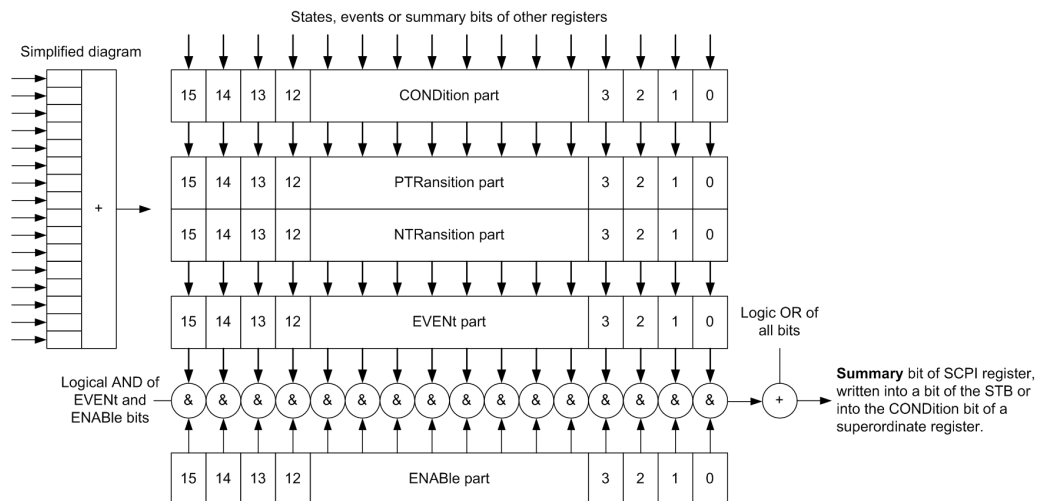 States, events or summary bits of other registers
Simplified diagram
15 14 13 12 CONDition part 3 2 1 0
15 14 13 12 PTRansition part 3 2 1 0
+
15 14 13 12 NTRansition part 3 2 1 0
15 14 13 12 EVENt part 3 2 1 0
Logic OR of
all bits
Logical AND of
EVENt and
ENABle bits
& & & & & & & & & & & & & & & &
+
Summary bit of SCPI register,
written into a bit of the STB or
into the CONDition bit of a
superordinate register.
15 14 13 12 ENABle part 3 2 1 0